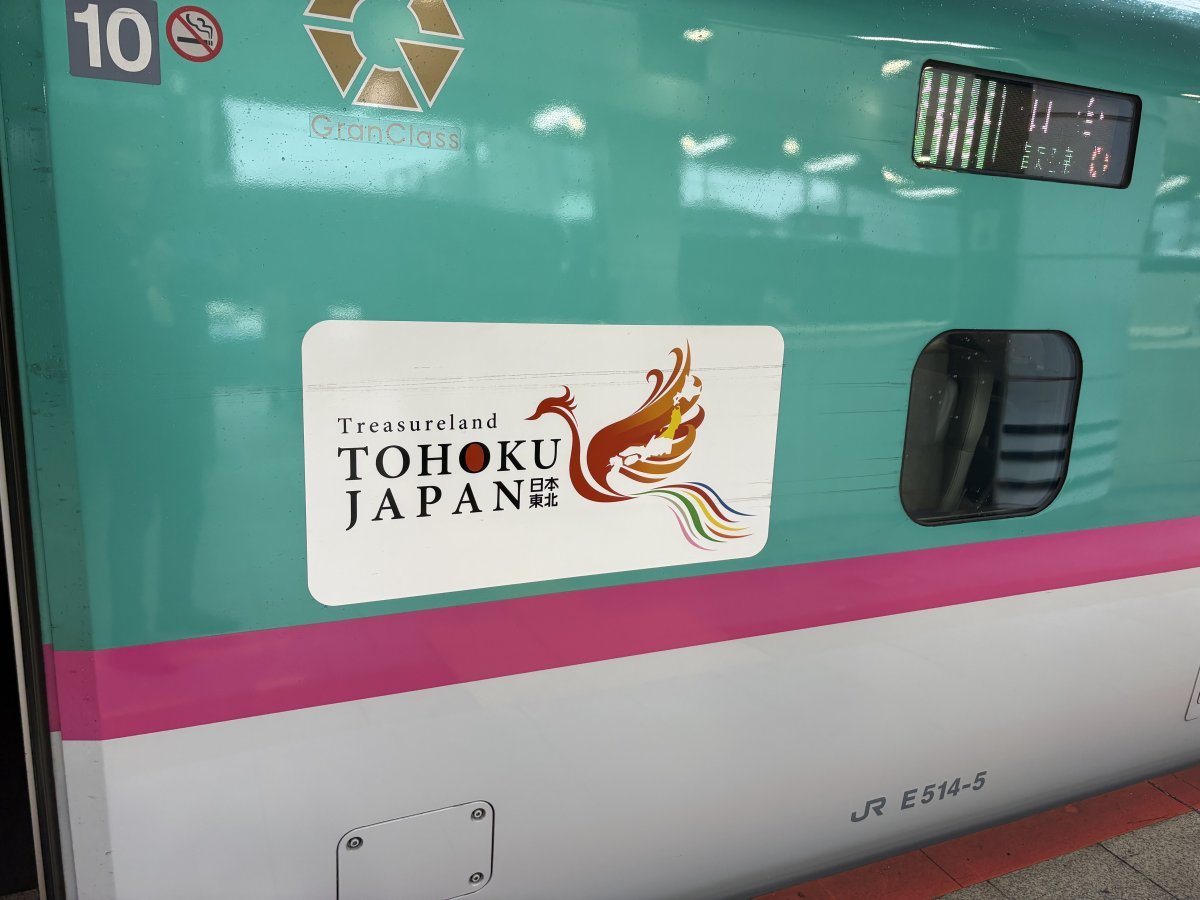 10
GranClass
Treasureland
TOHOKU
JAPAN
日本
東北
JR E514-5